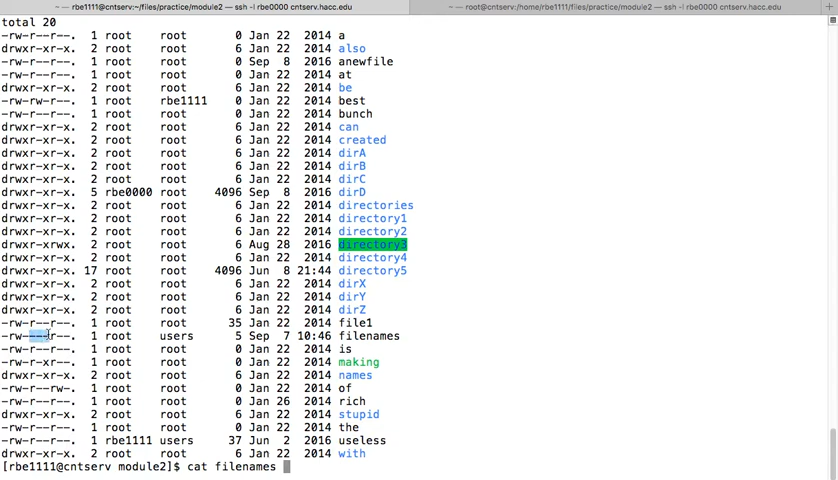 ~ — rbe1111@cntserv:~/files/practice/module2 — ssh -l rbe0000 cntserv.hacc.edu
~ — root@cntserv:/home/rbe1111/files/practice/module2 — ssh -l rbe0000 cntserv.hacc.edu
+
total 20
-rw-r--r--. 1 root root 0 Jan 22 2014 a
drwxr-xr-x. 2 root root 6 Jan 22 2014 also
-rw-r--r--. 1 root root 0 Sep 8 2016 anewfile
-rw-r--r--. 1 root root 0 Jan 22 2014 at
drwxr-xr-x. 2 root root 6 Jan 22 2014 be
-rw-rw-r--. 1 root rbe1111 0 Jan 22 2014 best
-rw-r--r--. 1 root root 0 Jan 22 2014 bunch
drwxr-xr-x. 2 root root 6 Jan 22 2014 can
drwxr-xr-x. 2 root root 6 Jan 22 2014 created
drwxr-xr-x. 2 root root 6 Jan 22 2014 dirA
drwxr-xr-x. 2 root root 6 Jan 22 2014 dirB
drwxr-xr-x. 2 root root 6 Jan 22 2014 dirC
drwxr-xr-x. 5 rbe0000 root 4096 Sep 8 2016 dirD
drwxr-xr-x. 2 root root 6 Jan 22 2014 directories
drwxr-xr-x. 2 root root 6 Jan 22 2014 directory1
drwxr-xr-x. 2 root root 6 Jan 22 2014 directory2
drwxr-xrwx. 2 root root 6 Aug 28 2016 directory3
drwxr-xr-x. 2 root root 6 Jan 22 2014 directory4
drwxr-xr-x. 17 root root 4096 Jun 8 21:44 directory5
drwxr-xr-x. 2 root root 6 Jan 22 2014 dirX
drwxr-xr-x. 2 root root 6 Jan 22 2014 dirY
drwxr-xr-x. 2 root root 6 Jan 22 2014 dirZ
-rw-r--r--. 1 root root 35 Jan 22 2014 file1
-rw----r--. 1 root users 5 Sep 7 10:46 filenames
-rw-r--r--. 1 root root 0 Jan 22 2014 is
-rw-r-xr--. 1 root root 0 Jan 22 2014 making
drwxr-xr-x. 2 root root 6 Jan 22 2014 names
-rw-r--rw-. 1 root root 0 Jan 22 2014 of
-rw-r--r--. 1 root root 0 Jan 26 2014 rich
drwxr-xr-x. 2 root root 6 Jan 22 2014 stupid
-rw-r--r--. 1 root root 0 Jan 22 2014 the
-rw-r--r--. 1 rbe1111 users 37 Jun 2 2016 useless
drwxr-xr-x. 2 root root 6 Jan 22 2014 with
[rbe1111@cntserv module2]$ cat filenames